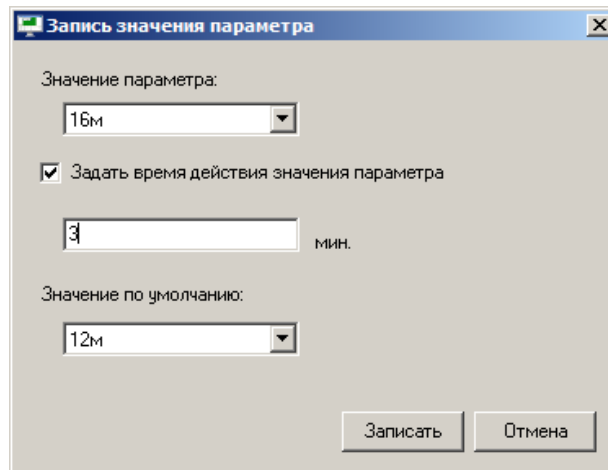 Запись значения параметра
Значение параметра:
16м
Задать время действия значения параметра
3 мин.
Значение по умолчанию:
12м
Записать Отмена